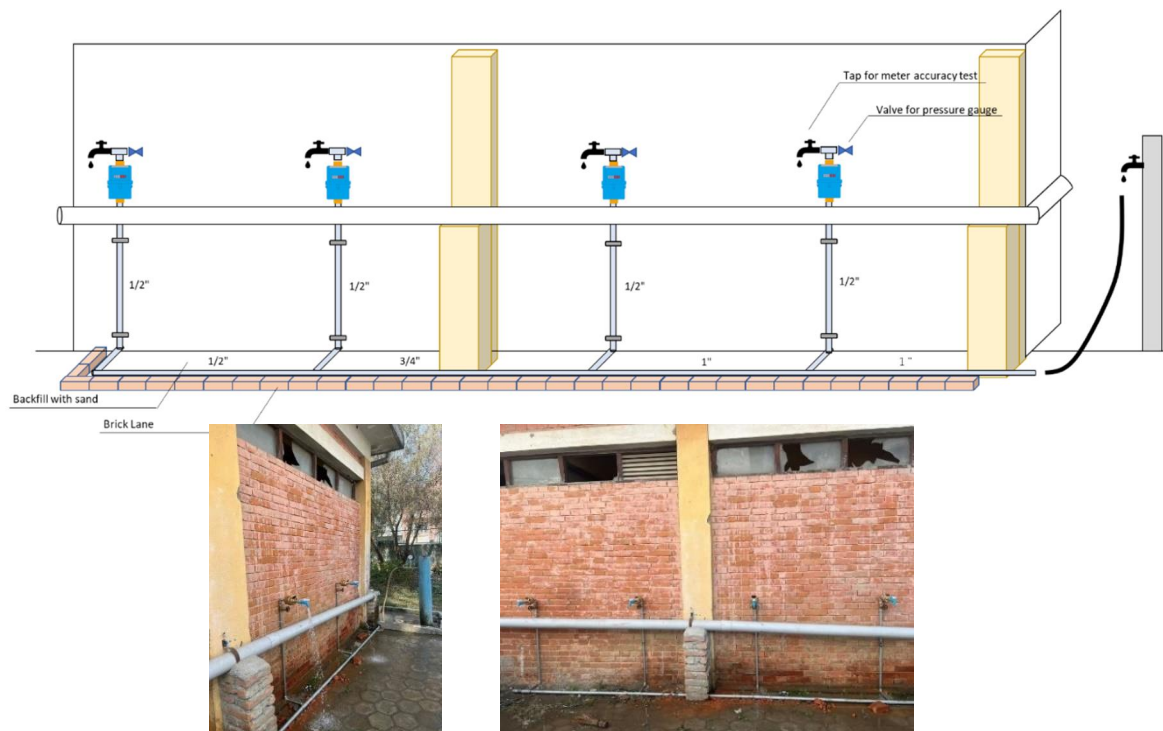 Tap for meter accuracy test
Valve for pressure gauge
1/2"
1/2"
1/2"
1/2"
1/2"
3/4"
1"
1"
Backfill with sand
Brick Lane